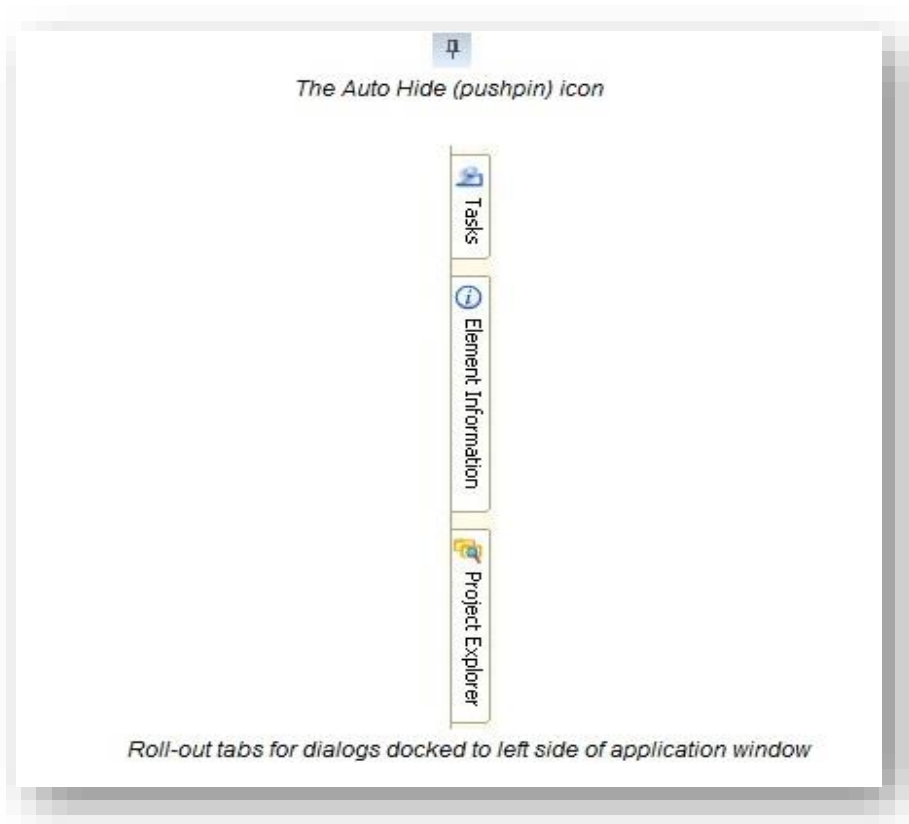 The Auto Hide (pushpin) icon
Tasks
Element Information
Project Explorer
Roll-out tabs for dialogs docked to left side of application window